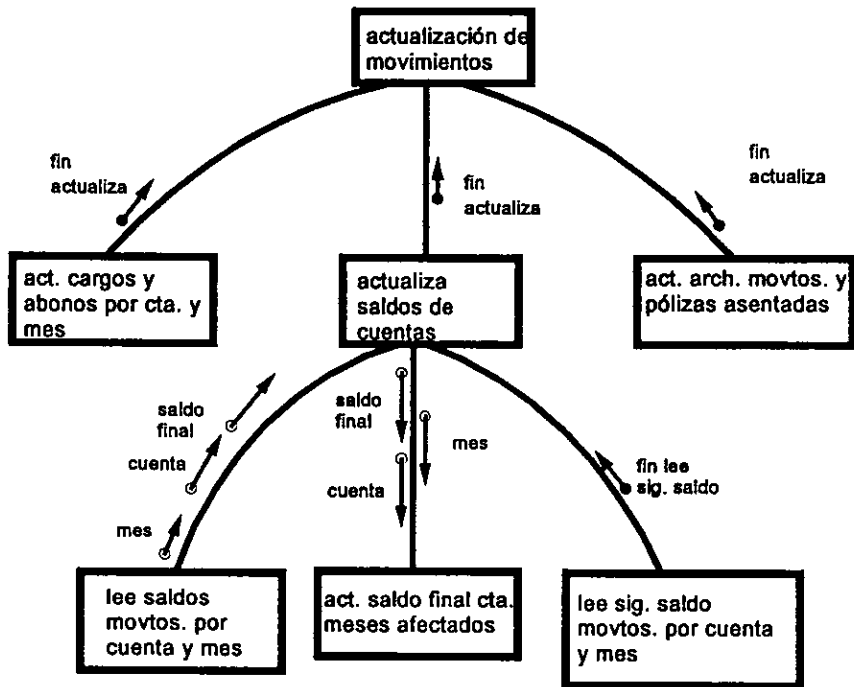 actualización de
movimientos
fin
actualiza
fin
actualiza
fin
actualiza
act. cargos y
abonos por cta. y
mes
actualiza
saldos de
cuentas
act. arch. movtos. y
pólizas asentadas
saldo
final
cuenta
mes
saldo
final
mes
cuenta
fin lee
sig. saldo
lee saldos
movtos. por
cuenta y mes
act. saldo final cta.
meses afectados
lee sig. saldo
movtos. por cuenta
y mes